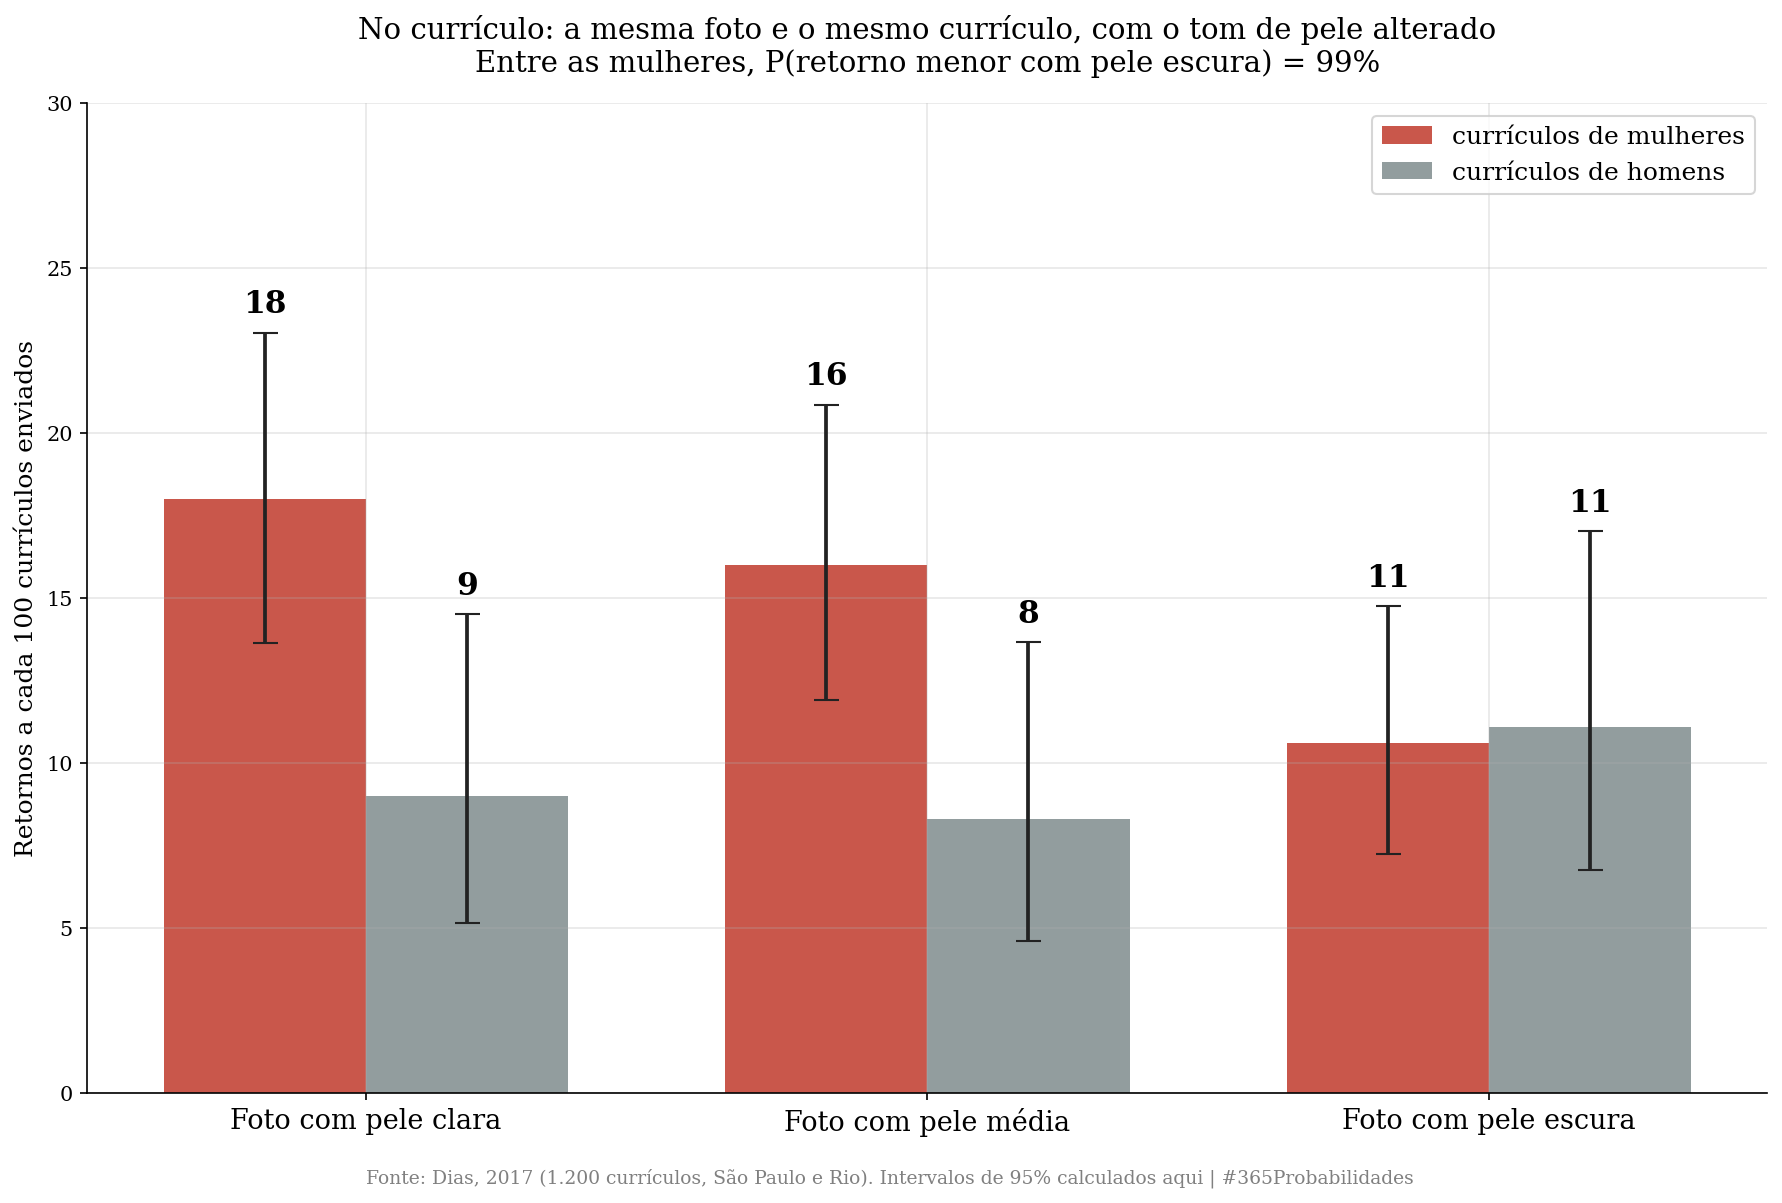 No currículo: a mesma foto e o mesmo currículo, com o tom de pele alterado
Entre as mulheres, P(retorno menor com pele escura) = 99%
30
25
20
15
10
5
0
Retornos a cada 100 currículos enviados
currículos de mulheres
currículos de homens
18
9
16
8
11
11
Foto com pele clara
Foto com pele média
Foto com pele escura
Fonte: Dias, 2017 (1.200 currículos, São Paulo e Rio). Intervalos de 95% calculados aqui | #365Probabilidades